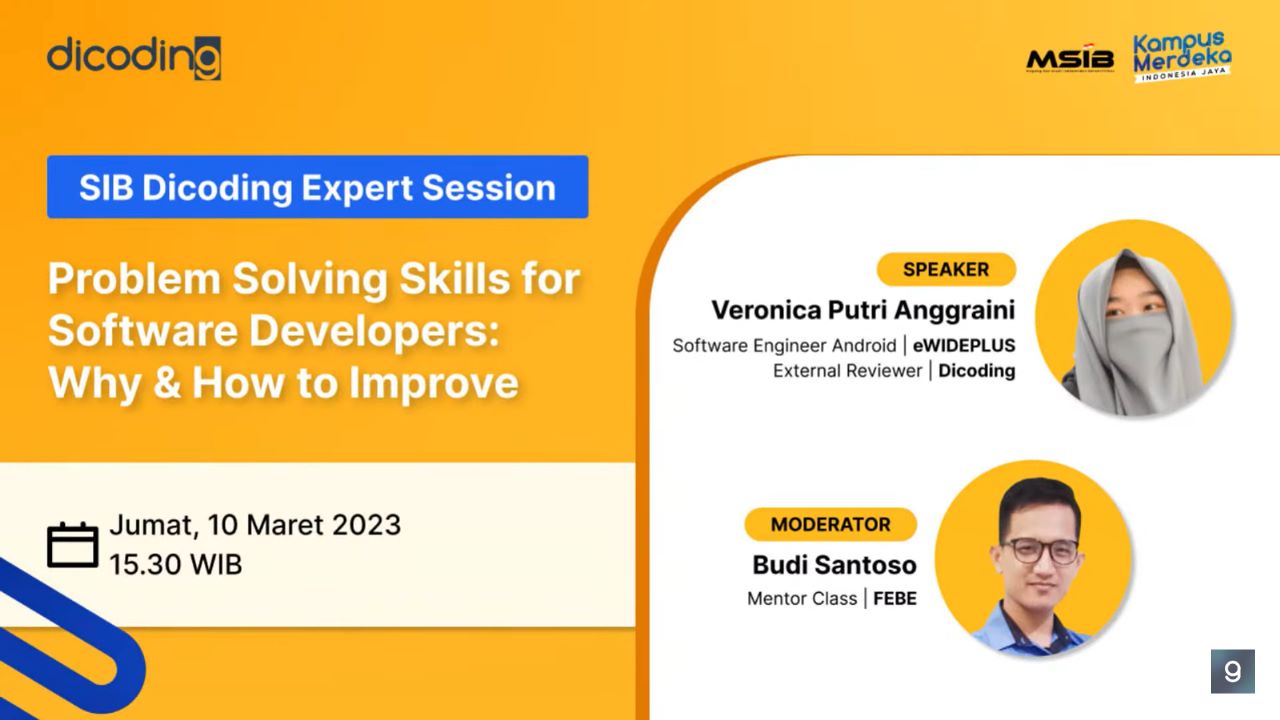 dicoding
MSIB
Kampus
Merdeka
INDONESIA JAYA
SIB Dicoding Expert Session
Problem Solving Skills for
Software Developers:
Why & How to Improve
Jumat, 10 Maret 2023
15.30 WIB
SPEAKER
Veronica Putri Anggraini
Software Engineer Android | eWIDEPLUS
External Reviewer | Dicoding
MODERATOR
Budi Santoso
Mentor Class | FEBE
g